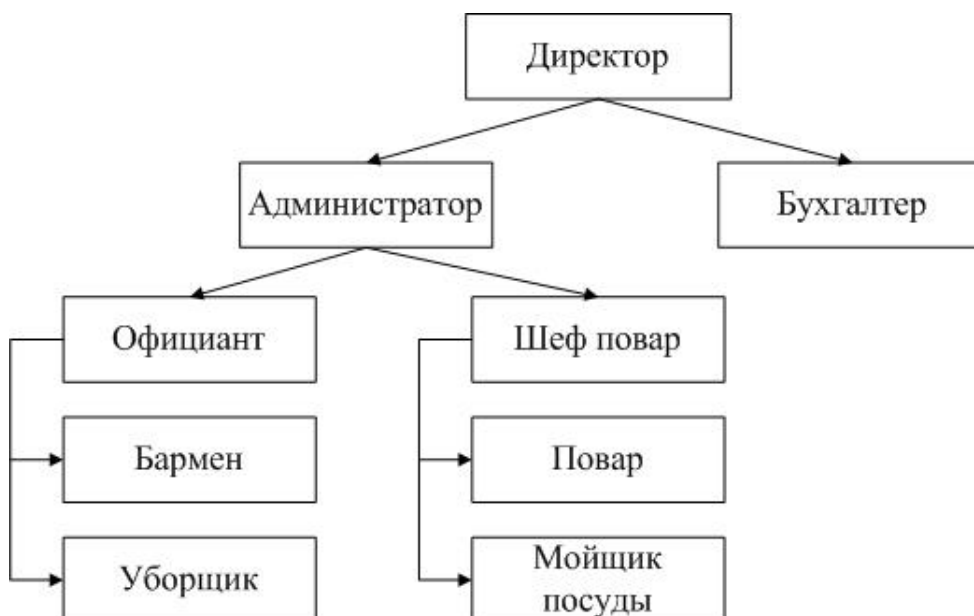 Директор
Администратор
Бухгалтер
Официант
Шеф повар
Бармен
Повар
Уборщик
Мойщик
посуды